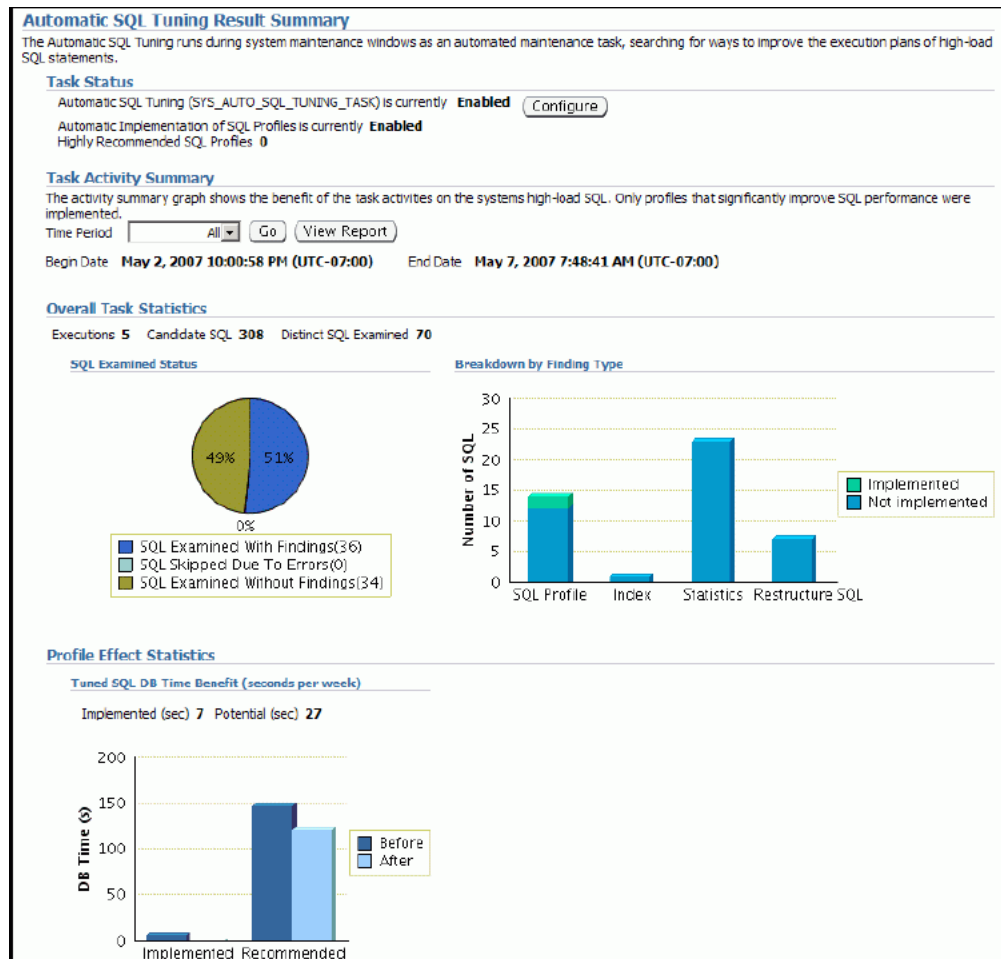 Automatic SQL Tuning Result Summary
The Automatic SQL Tuning runs during system maintenance windows as an automated maintenance task, searching for ways to improve the execution plans of high-load
SQL statements.
Task Status
Automatic SQL Tuning (SYS_AUTO_SQL_TUNING_TASK) is currently Enabled Configure
Automatic Implementation of SQL Profiles is currently Enabled
Highly Recommended SQL Profiles 0
Task Activity Summary
The activity summary graph shows the benefit of the task activites on the systems high-load SQL. Only profiles that significantly improve SQL performance were
implemented.
Time Period All Go View Report
Begin Date May 2, 2007 10:00:58 PM (UTC-07:00) End Date May 7, 2007 7:48:41 AM (UTC-07:00)
Overall Task Statistics
Executions 5 Candidate SQL 308 Distinct SQL Examined 70
SQL Examined Status
49% 51%
0%
SQL Examined With Findings(36)
SQL Skipped Due To Errors(0)
SQL Examined Without Findings(34)
Breakdown by Finding Type
30
25
20
15
10
5
0
Number of SQL
SQL Profile Index Statistics Restructure SQL
Implemented
Not implemented
Profile Effect Statistics
Tuned SQL DB Time Benefit (seconds per week)
Implemented (sec) 7 Potential (sec) 27
200
150
100
50
0
DB Time (s)
Implemented Recommended
Before
After